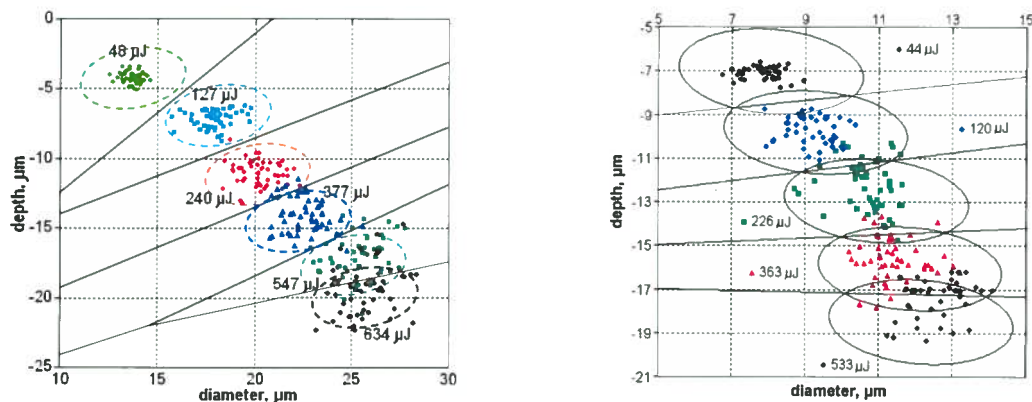 0
-5
-10
-15
-20
-25
10
15
20
25
30
depth, µm
diameter, µm
48 µJ
127 µJ
240 µJ
377 µJ
547 µJ
634 µJ
5
7
9
11
13
15
-5
-7
-9
-11
-13
-15
-17
-19
-21
depth, µm
diameter, µm
44 µJ
120 µJ
226 µJ
363 µJ
533 µJ